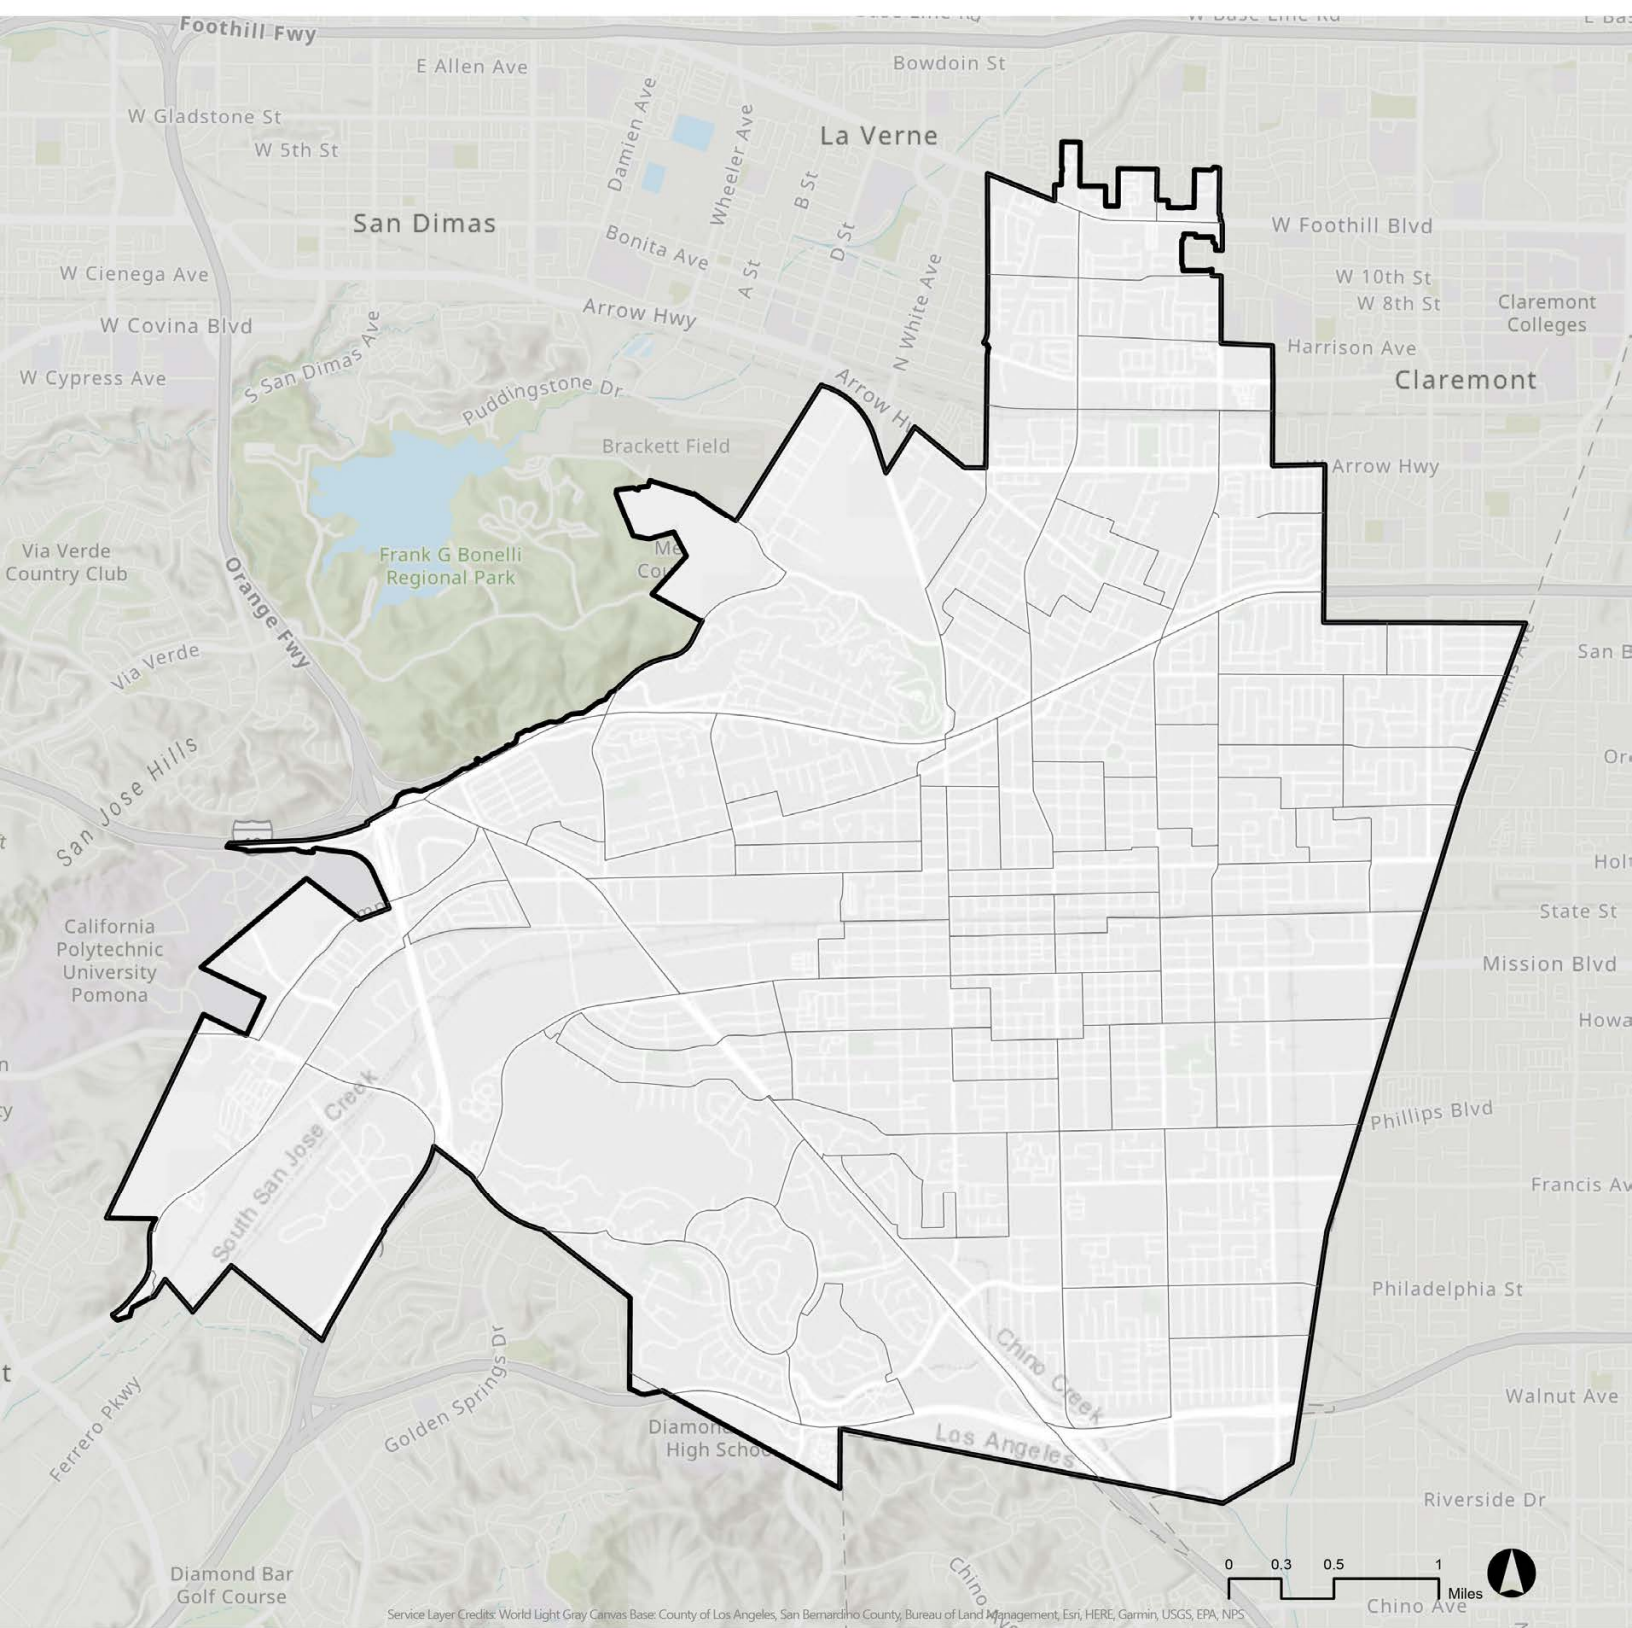 Foothill Fwy
E Allen Ave
Bowdoin St
W Gladstone St
W 5th St
Damien Ave
Wheeler Ave
La Verne
B St
San Dimas
Bonita Ave
D St
A St
N White Ave
W Foothill Blvd
W Cienega Ave
W 10th St
W 8th St
Claremont
Colleges
Arrow Hwy
W Covina Blvd
S San Dimas Ave
Harrison Ave
W Cypress Ave
Puddingstone Dr
Claremont
Arrow
Brackett Field
Arrow Hwy
Via Verde
Country Club
Frank G Bonelli
Regional Park
Orange Fwy
Via Verde
San B
Mills Ave
San Jose Hills
Holt
California
Polytechnic
University
Pomona
State St
Mission Blvd
Howa
South San Jose Creek
Phillips Blvd
Francis Av
Philadelphia St
Golden Springs Dr
Chino Creek
Walnut Ave
Ferrero Pkwy
Diamon
High Schoo
Los Angeles
Riverside Dr
Diamond Bar
Golf Course
Chino Ave
0 0.3 0.5 1
Miles
Chino Ave
Service Layer Credits: World Light Gray Canvas Base: County of Los Angeles, San Bernardino County, Bureau of Land Management, Esri, HERE, Garmin, USGS, EPA, NPS